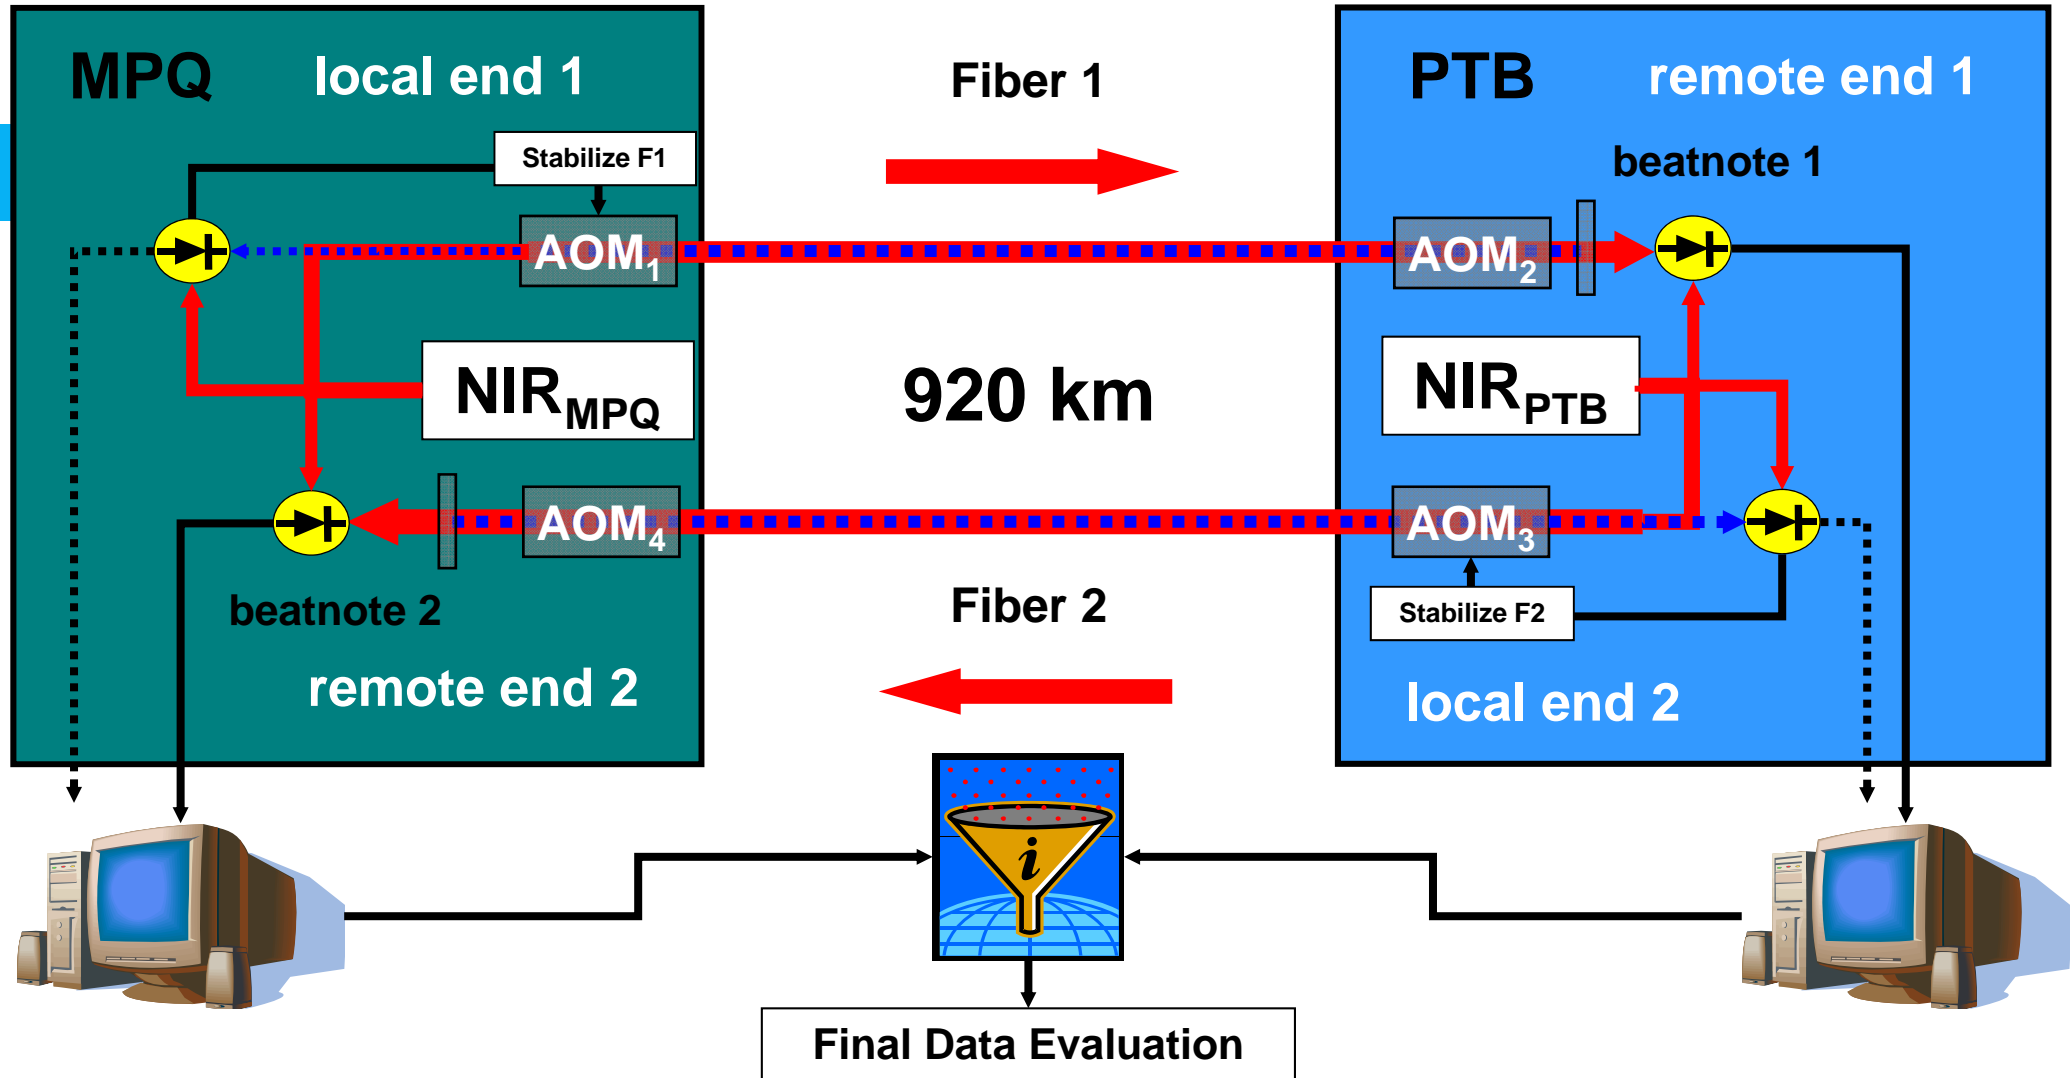 MPQ
local end 1
Fiber 1
PTB
remote end 1
Stabilize F1
beatnote 1
AOM1
AOM2
NIRMPQ
920 km
NIRPTB
AOM4
AOM3
beatnote 2
Fiber 2
Stabilize F2
remote end 2
local end 2
i
Final Data Evaluation